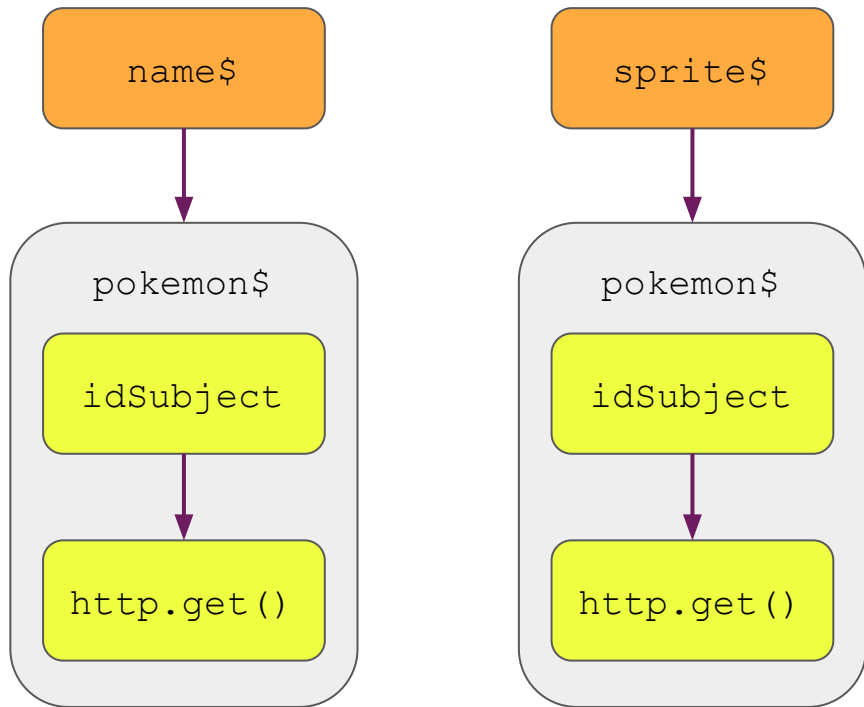 name$
sprite$
pokemon$
pokemon$
idSubject
idSubject
http.get()
http.get()